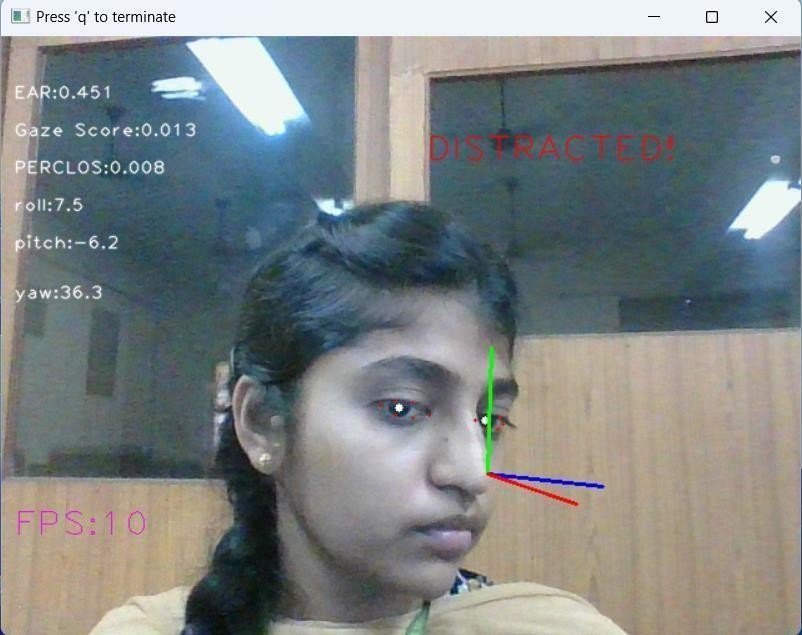 Press 'q' to terminate
EAR:0.451
Gaze Score:0.013
DISTRACTED!
PERCLOS:0.008
roll:7.5
pitch:-6.2
yaw:36.3
FPS:10